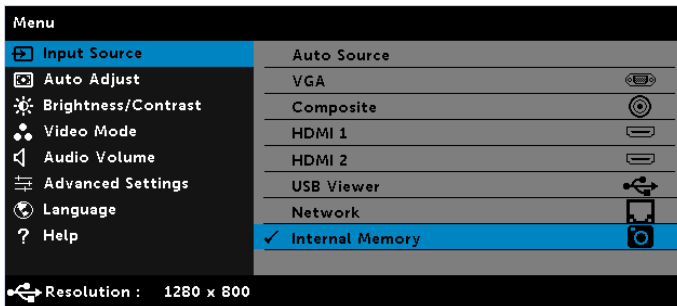 Menu
Input Source
Auto Adjust
Brightness/Contrast
Video Mode
Audio Volume
Advanced Settings
Language
? Help
Auto Source
VGA
Composite
HDMI 1
HDMI 2
USB Viewer
Network
✓ Internal Memory
Resolution : 1280 x 800